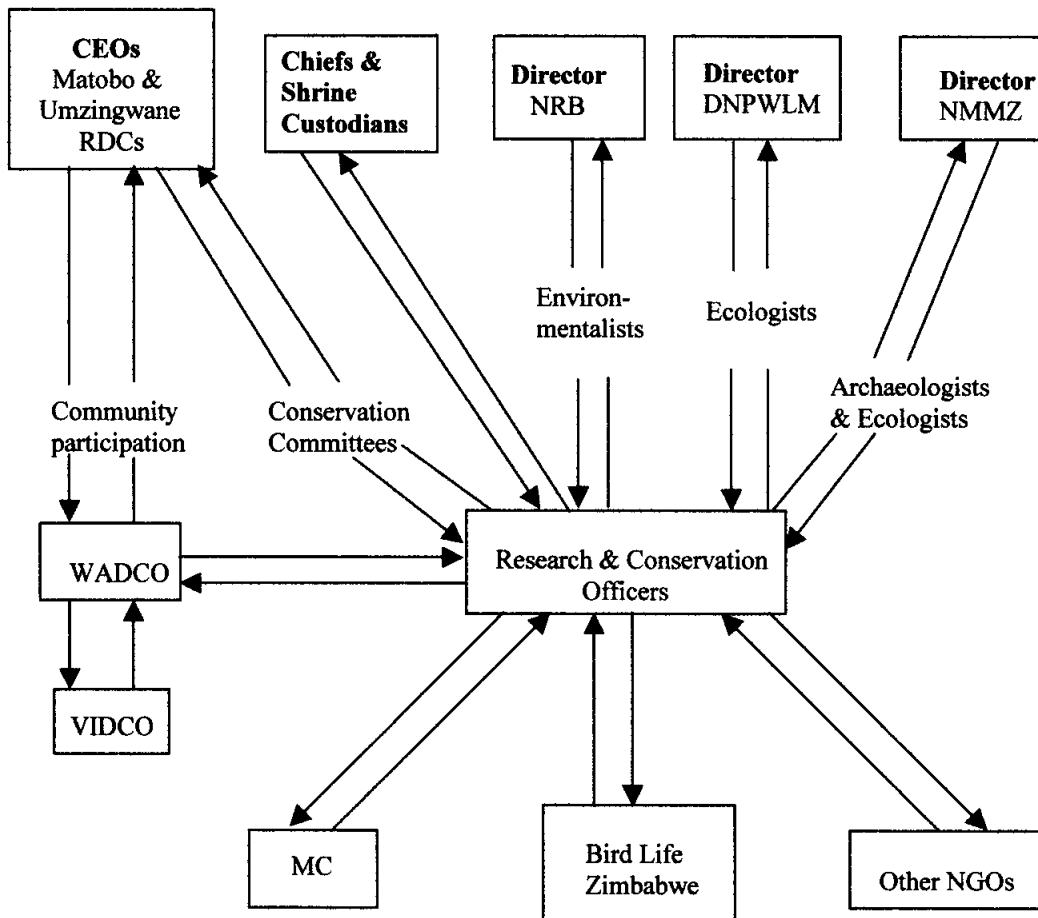 CEOs
Matobo &
Umzingwane
RDCs
Chiefs &
Shrine
Custodians
Director
NRB
Director
DNPWLM
Director
NMMZ
Environ-
mentalists
Ecologists
Community
participation
Conservation
Committees
Archaeologists
& Ecologists
WADCO
Research & Conservation
Officers
VIDCO
MC
Bird Life
Zimbabwe
Other NGOs